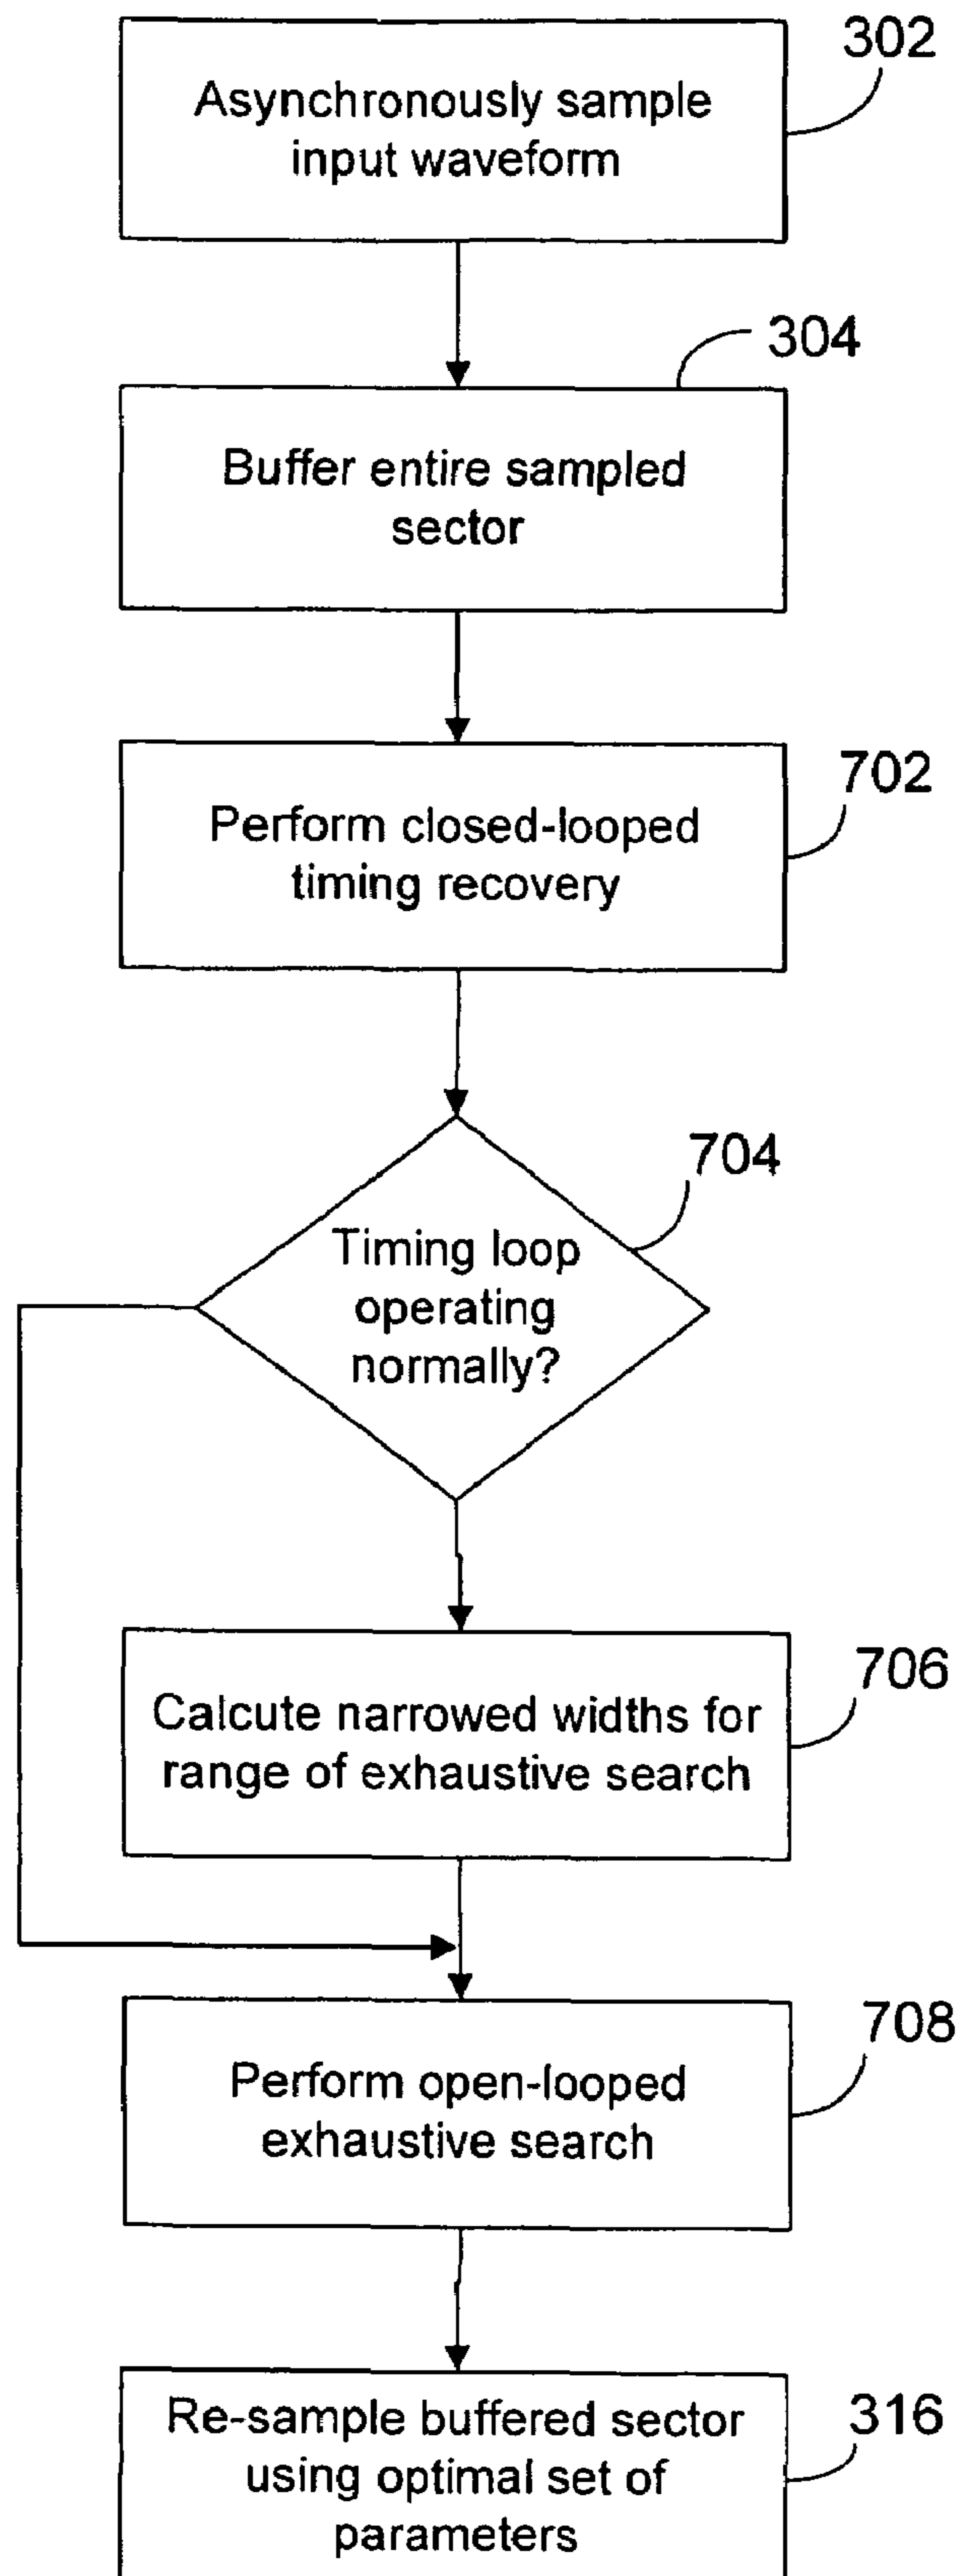 302
Asynchronously sample
input waveform
304
Buffer entire sampled
sector
702
Perform closed-looped
timing recovery
704
Timing loop
operating
normally?
706
Calcute narrowed widths for
range of exhaustive search
708
Perform open-looped
exhaustive search
316
Re-sample buffered sector
using optimal set of
parameters